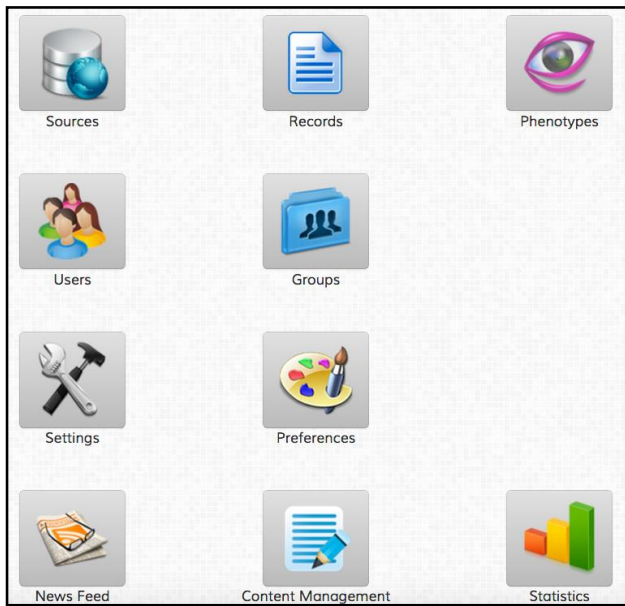 Sources
Records
Phenotypes
Users
Groups
Settings
Preferences
News Feed
Content Management
Statistics